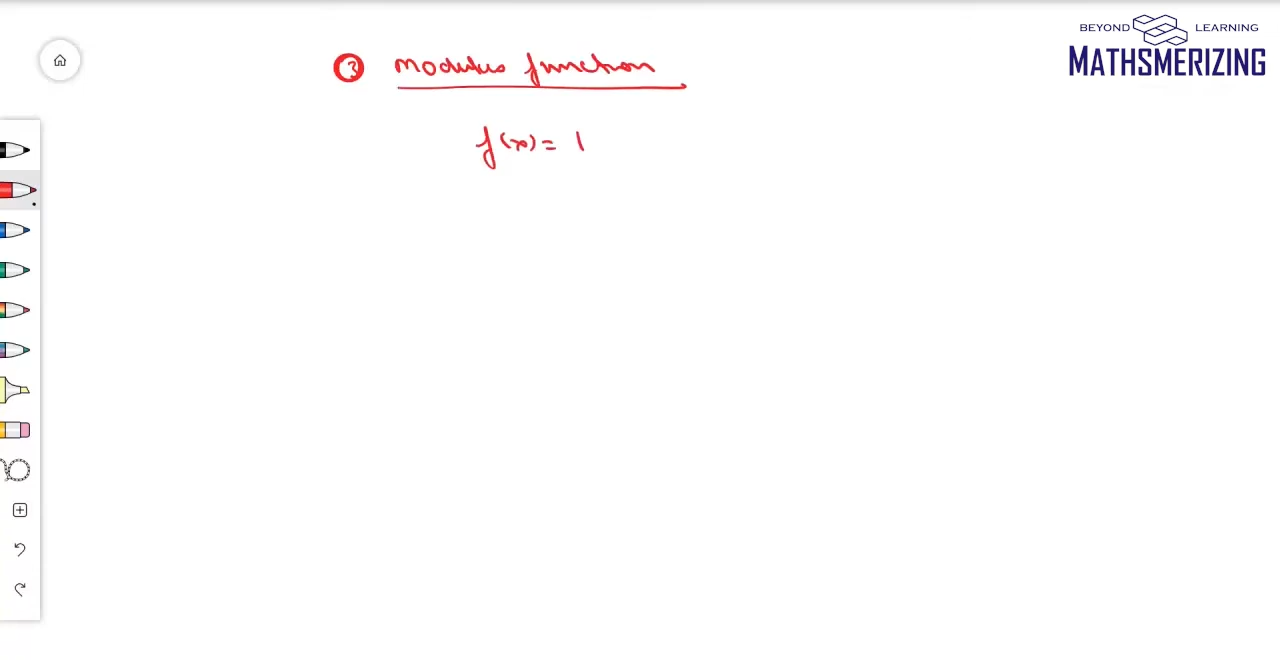 BEYOND LEARNING
MATHSMERIZING
③ Modulus function
f(x) = |